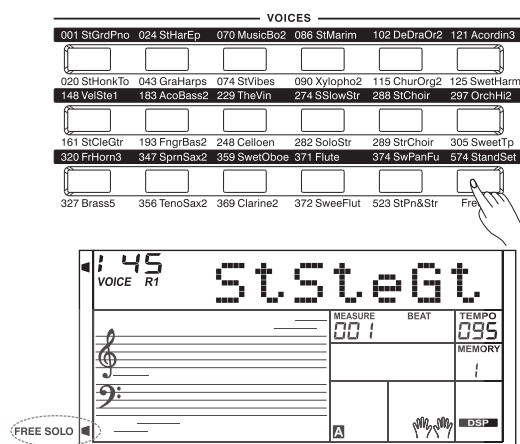 VOICES
001 StGrdPno 024 StHarEp 070 MusicBo2 086 StMarim 102 DeDraOr2 121 Acordin3
020 StHonkTo 043 GraHarps 074 StVibes 090 Xylopho2 115 ChurOrg2 125 SwetHarm
148 VelSte1 183 AcoBass2 229 TheVin 274 SSlowStr 288 StChoir 297 OrchHi2
161 StCleGtr 193 FngrBas2 248 Celloen 282 SoloStr 289 StrChoir 305 SweetTp
320 FrHorn3 347 SprnSax2 359 SwetOboe 371 Flute 374 SwPanFu 574 StandSet
327 Brass5 356 TenoSax2 369 Clarine2 372 SweeFlut 523 StPn&Str
145 StSteGt
VOICE R1
MEASURE BEAT TEMPO
001 095
MEMORY
1
FREE SOLO A DSP